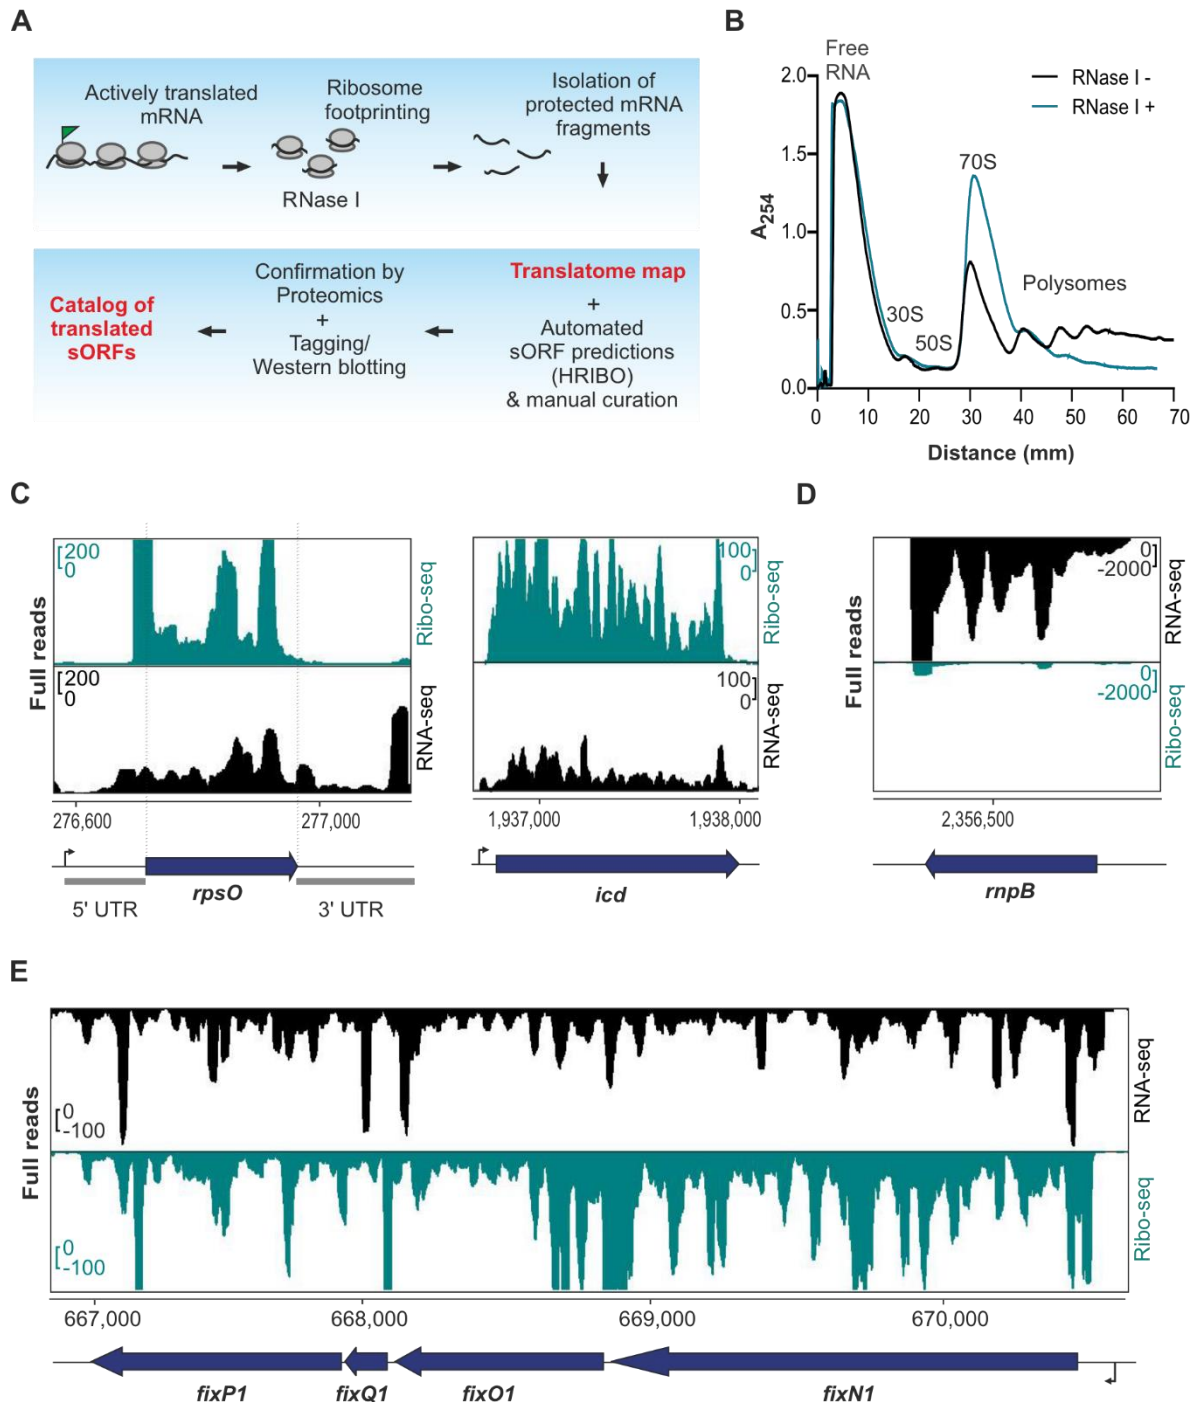 A
Actively translated
mRNA
Ribosome
footprinting
RNase I
Isolation of
protected mRNA
fragments
Catalog of
translated
sORFs
Confirmation by
Proteomics
+
Tagging/
Western blotting
Translatome map
+
Automated
sORF predictions
(HRIBO)
& manual curation
B
Free
RNA
RNase I -
RNase I +
2.0
1.5
1.0
0.5
0.0
A254
70S
30S
50S
Polysomes
0 10 20 30 40 50 60 70
Distance (mm)
C
Full reads
200
0
Ribo-seq
200
0
RNA-seq
276,600 277,000
5' UTR
rpsO
3' UTR
100
0
Ribo-seq
100
0
RNA-seq
1,937,000 1,938,000
icd
D
Full reads
0
-2000
RNA-seq
0
-2000
Ribo-seq
2,356,500
rnpB
E
Full reads
0
-100
RNA-seq
0
-100
Ribo-seq
667,000 668,000 669,000 670,000
fixP1 fixQ1 fixO1 fixN1